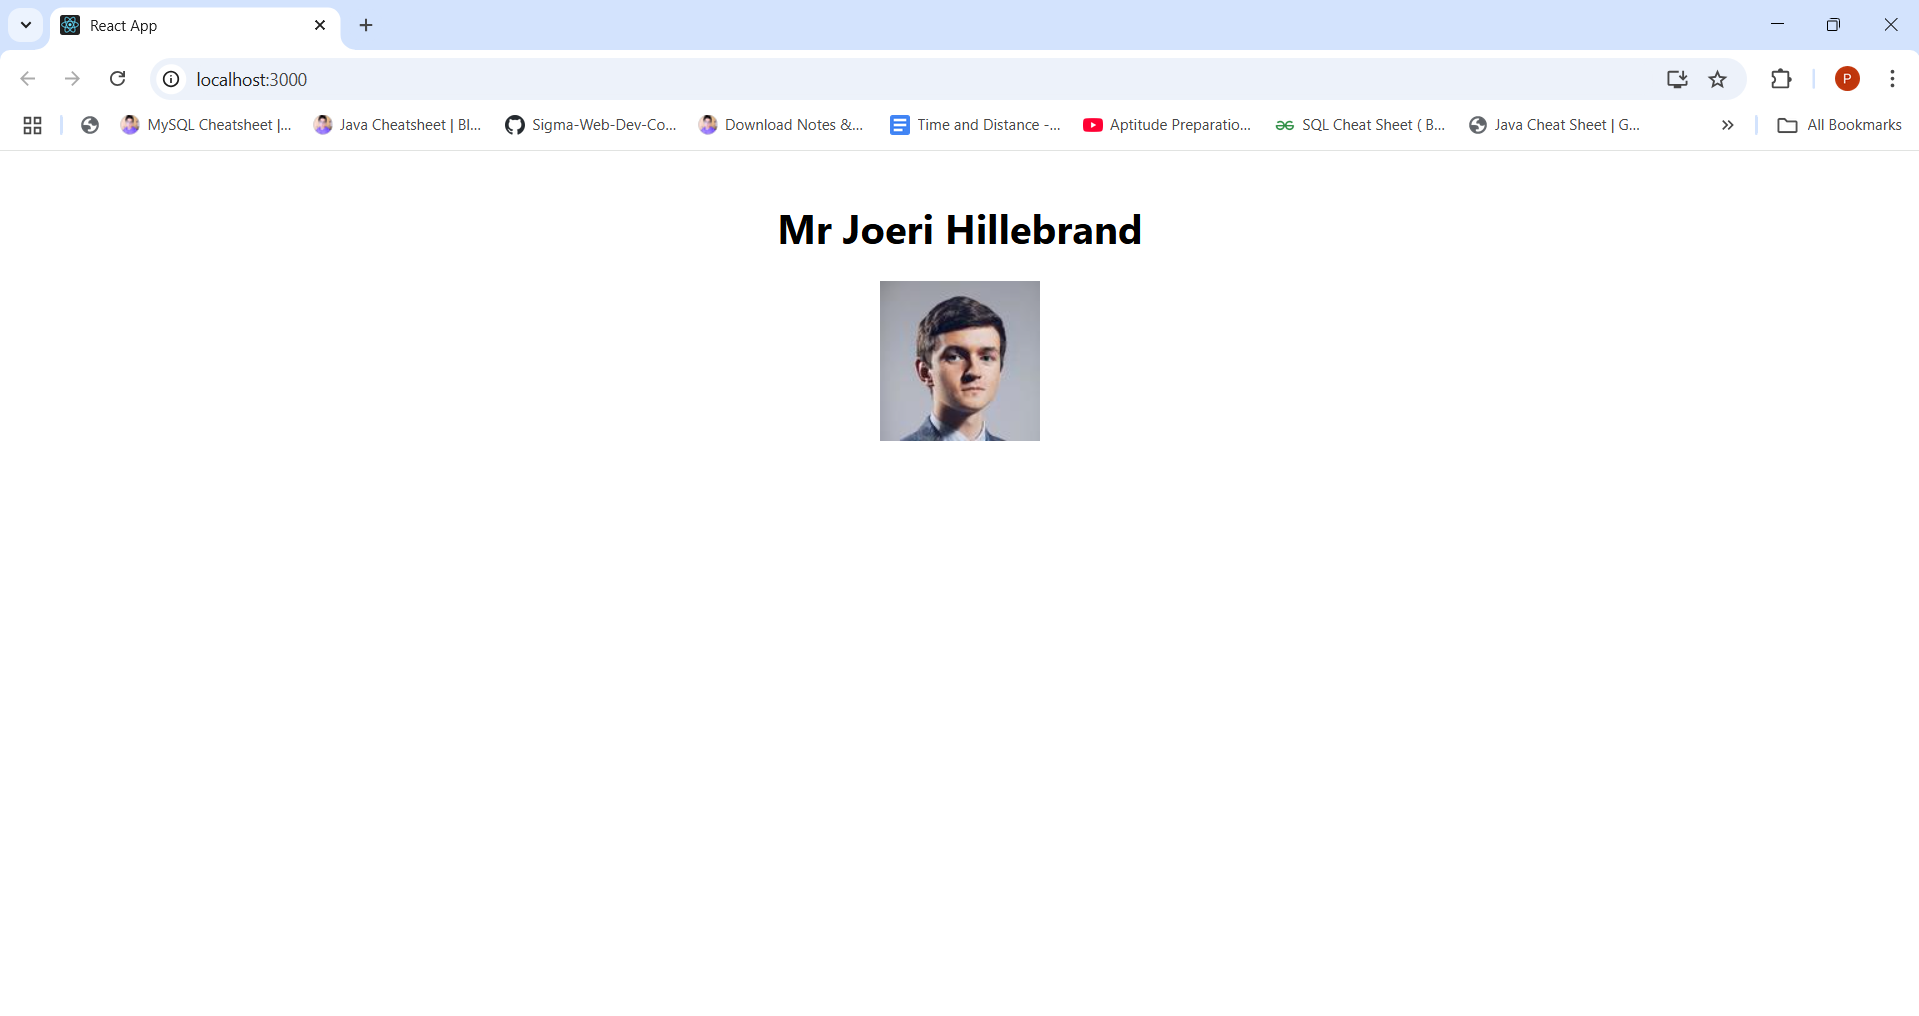 React App
localhost:3000
P
MySQL Cheatsheet |...
Java Cheatsheet | Bl...
Sigma-Web-Dev-Co...
Download Notes &...
Time and Distance -...
Aptitude Preparatio...
SQL Cheat Sheet ( B...
Java Cheat Sheet | G...
All Bookmarks
Mr Joeri Hillebrand